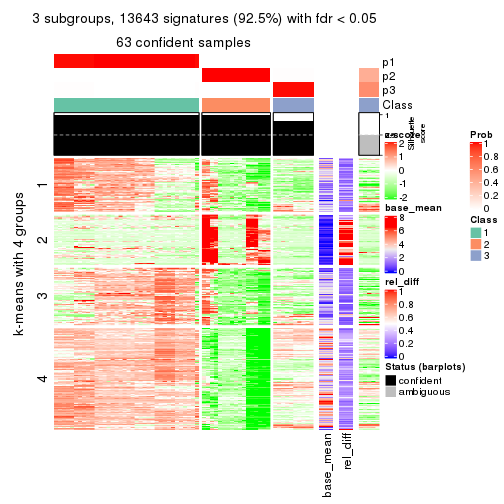 3 subgroups, 13643 signatures (92.5%) with fdr < 0.05
63 confident samples
p1
p2
p3
Class
1
Silhouette
score
z-score
2
1
0
-1
-2
base_mean
8
6
4
2
0
rel_diff
1
0.8
0.6
0.4
0.2
0
Status (barplots)
confident
ambiguous
Prob
1
0.8
0.6
0.4
0.2
0
Class
1
2
3
k-means with 4 groups
1
2
3
4
base_mean
rel_diff